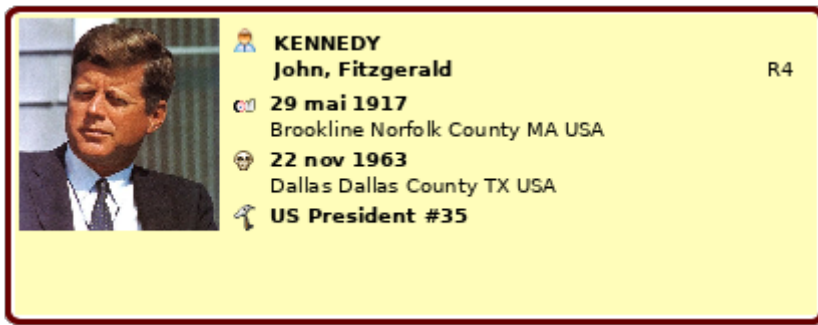 KENNEDY
John, Fitzgerald R4
29 mai 1917
Brookline Norfolk County MA USA
22 nov 1963
Dallas Dallas County TX USA
US President #35